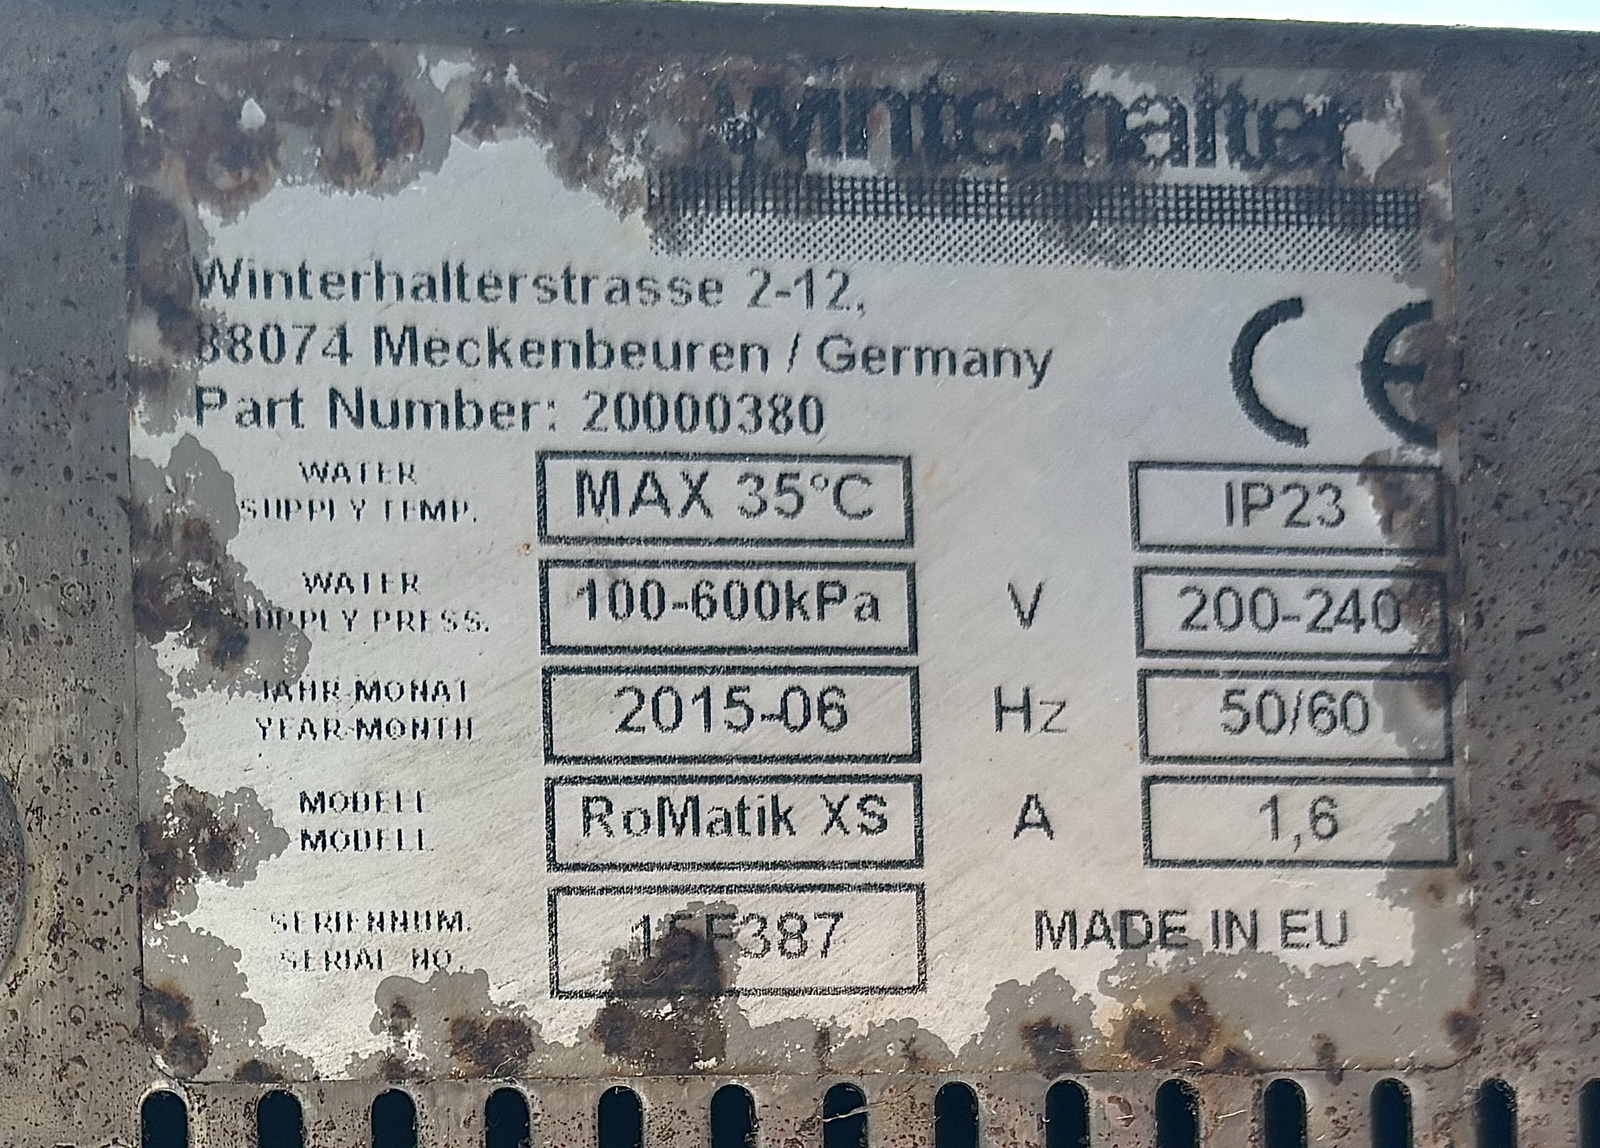 winterhalter
Winterhalterstrasse 2-12,
88074 Meckenbeuren / Germany
Part Number: 20000380
CE
WATER
SUPPLY TEMP.
MAX 35°C
IP23
WATER
SUPPLY PRESS.
100-600kPa
V
200-240
JAHR-MONAT
YEAR-MONTH
2015-06
Hz
50/60
MODELL
MODELL
RoMatik XS
A
1,6
SERIENNUM.
SERIAL NO.
MADE IN EU